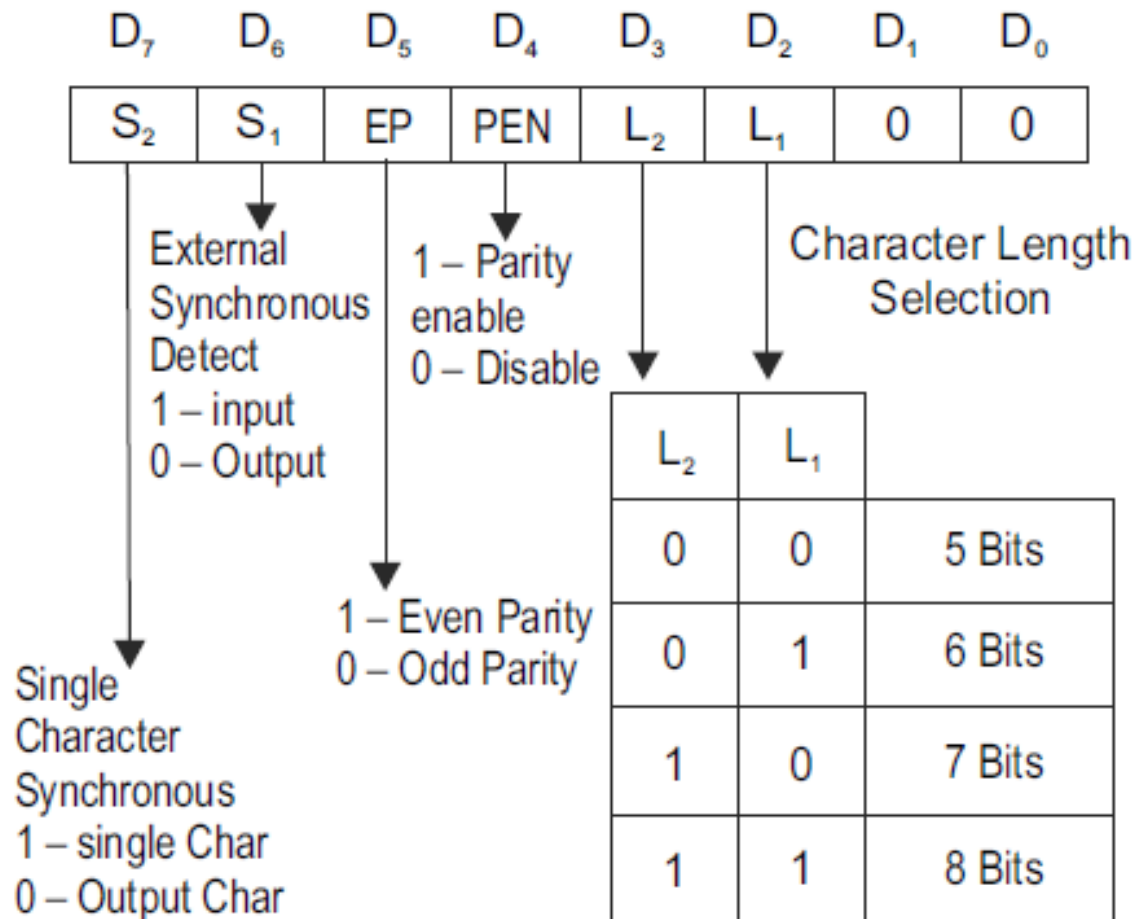 D₇ D₆ D₅ D₄ D₃ D₂ D₁ D₀
S₂ S₁ EP PEN L₂ L₁ 0 0
External
Synchronous
Detect
1 – input
0 – Output
1 – Parity
enable
0 – Disable
Character Length
Selection
L₂ L₁
0 0 5 Bits
0 1 6 Bits
1 0 7 Bits
1 1 8 Bits
1 – Even Parity
0 – Odd Parity
Single
Character
Synchronous
1 – single Char
0 – Output Char